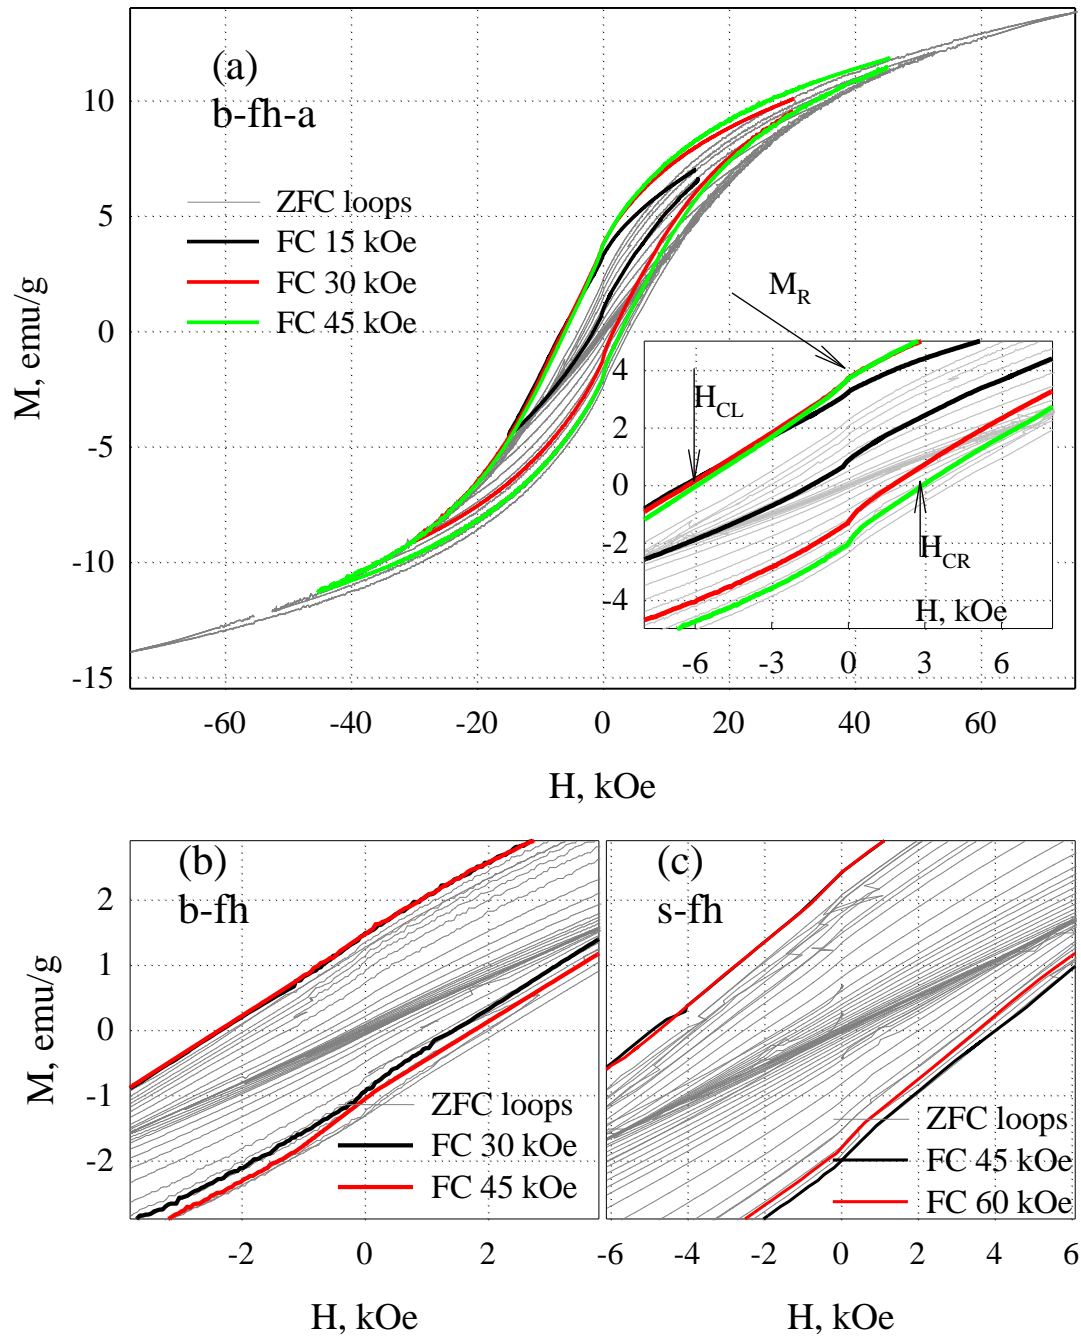 (a)
b-fh-a
ZFC loops
FC 15 kOe
FC 30 kOe
FC 45 kOe
M, emu/g
10
5
0
-5
-10
-15
M_R
H_CL
H_CR
4
2
0
-2
-4
H, kOe
-6 -3 0 3 6
-60 -40 -20 0 20 40 60
H, kOe
(b)
b-fh
M, emu/g
2
1
0
-1
-2
ZFC loops
FC 30 kOe
FC 45 kOe
-2 0 2
H, kOe
(c)
s-fh
ZFC loops
FC 45 kOe
FC 60 kOe
-6 -4 -2 0 2 4 6
H, kOe